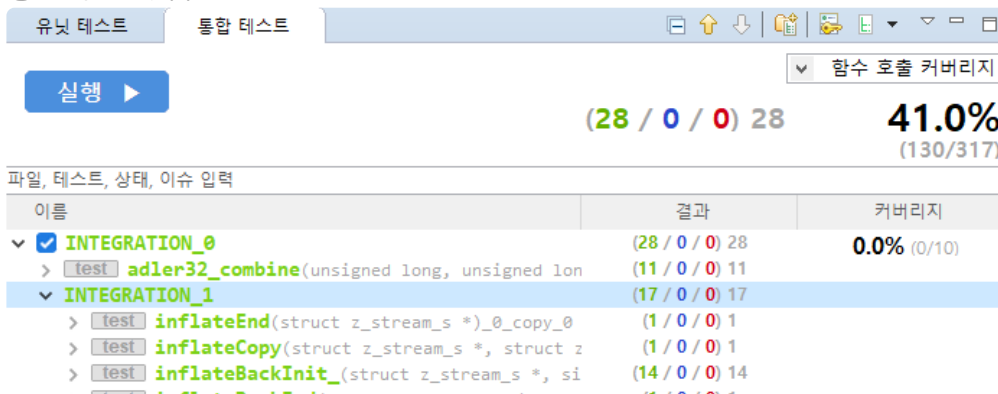 유닛 테스트 통합 테스트
실행
함수 호출 커버리지
(28 / 0 / 0) 28 41.0%
(130/317)
파일, 테스트, 상태, 이슈 입력
이름 결과 커버리지
INTEGRATION_0 (28 / 0 / 0) 28 0.0% (0/10)
test adler32_combine(unsigned long, unsigned lon (11 / 0 / 0) 11
INTEGRATION_1 (17 / 0 / 0) 17
test inflateEnd(struct z_stream_s *)_0_copy_0 (1 / 0 / 0) 1
test inflateCopy(struct z_stream_s *, struct z (1 / 0 / 0) 1
test inflateBackInit_(struct z_stream_s *, si (14 / 0 / 0) 14